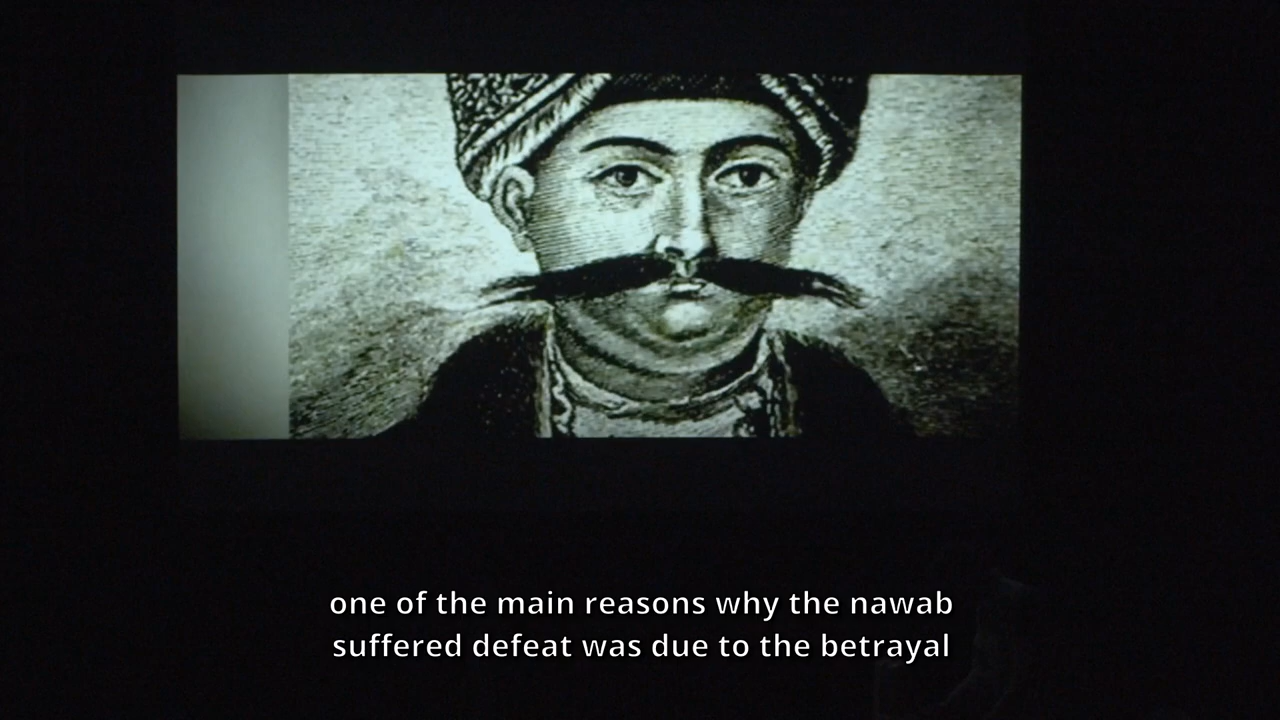 one of the main reasons why the nawab
suffered defeat was due to the betrayal